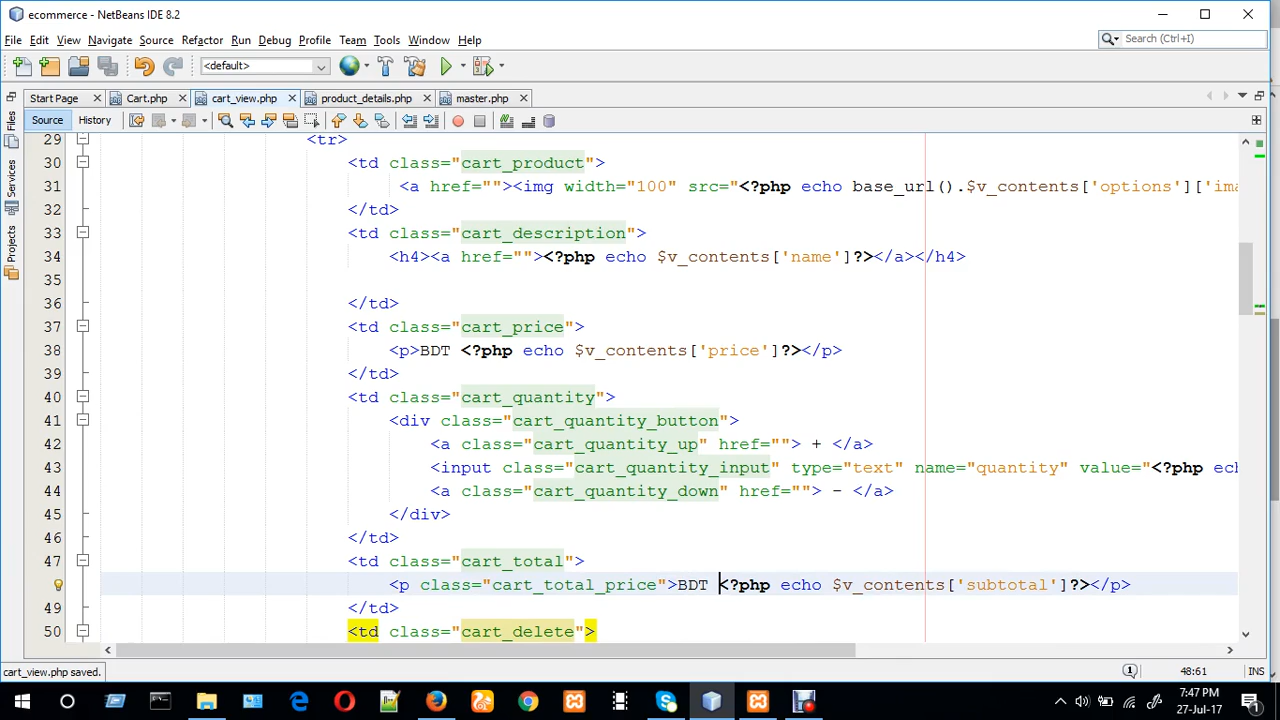 ecommerce - NetBeans IDE 8.2
File Edit View Navigate Source Refactor Run Debug Profile Team Tools Window Help
Search (Ctrl+I)
<default>
Start Page Cart.php cart_view.php product_details.php master.php
Source History
Files
Services
Projects
29 <tr>
30 <td class="cart_product">
31 <a href=""><img width="100" src="<?php echo base_url().$v_contents['options']['ima
32 </td>
33 <td class="cart_description">
34 <h4><a href=""><?php echo $v_contents['name']?></a></h4>
35
36 </td>
37 <td class="cart_price">
38 <p>BDT <?php echo $v_contents['price']?></p>
39 </td>
40 <td class="cart_quantity">
41 <div class="cart_quantity_button">
42 <a class="cart_quantity_up" href=""> + </a>
43 <input class="cart_quantity_input" type="text" name="quantity" value="<?php ech
44 <a class="cart_quantity_down" href=""> - </a>
45 </div>
46 </td>
47 <td class="cart_total">
48 <p class="cart_total_price">BDT <?php echo $v_contents['subtotal']?></p>
49 </td>
50 <td class="cart_delete">
cart_view.php saved.
48:61 INS
7:47 PM
27-Jul-17